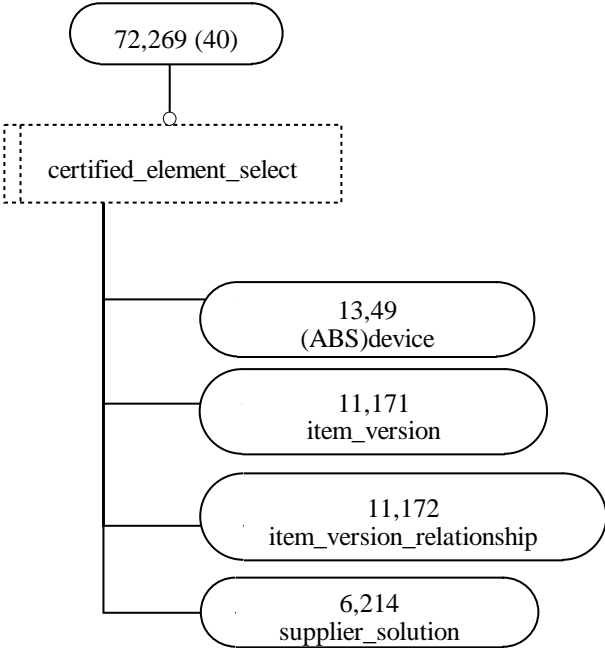 72,269 (40)
certified_element_select
13,49
(ABS)device
11,171
item_version
11,172
item_version_relationship
6,214
supplier_solution